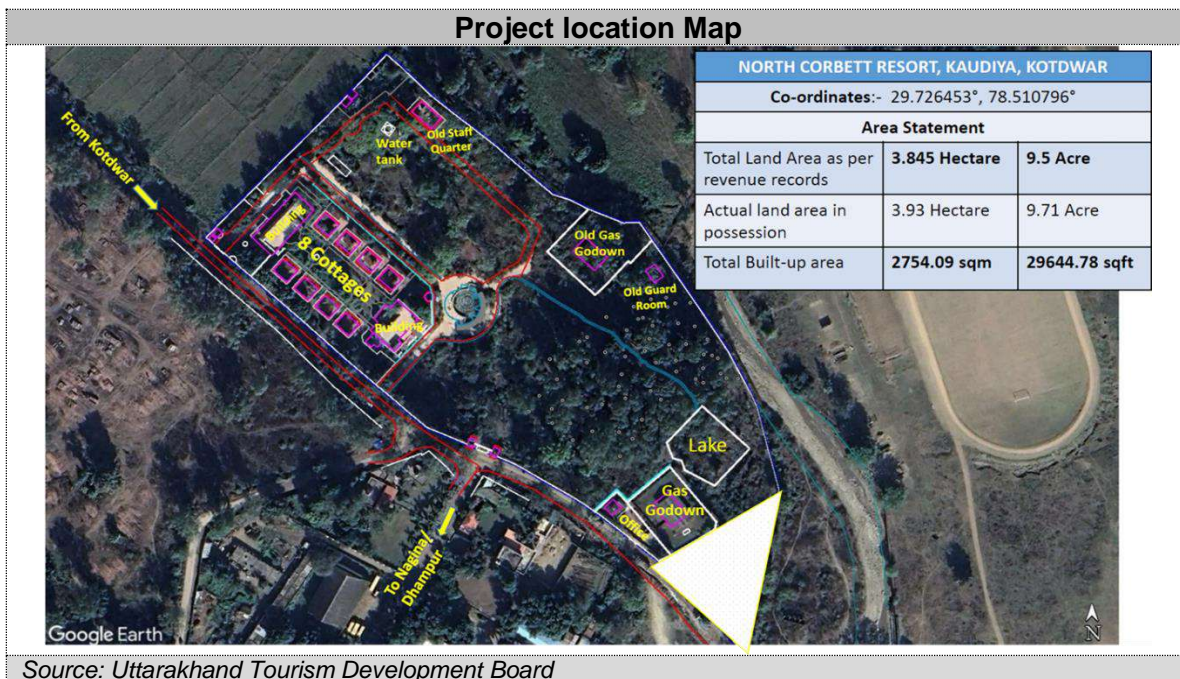 Project location Map
NORTH CORBETT RESORT, KAUDIYA, KOTDWAR
Co-ordinates:- 29.726453°, 78.510796°
Area Statement
Total Land Area as per revenue records 3.845 Hectare 9.5 Acre
Actual land area in possession 3.93 Hectare 9.71 Acre
Total Built-up area 2754.09 sqm 29644.78 sqft
From Kotdwar
Water
tank
Old Staff
Quarter
Building
8 Cottages
Building
Old Gas
Godown
Old Guard
Room
Lake
Gas
Godown
Office
To Nagina/
Dhampur
Google Earth
N
Source: Uttarakhand Tourism Development Board